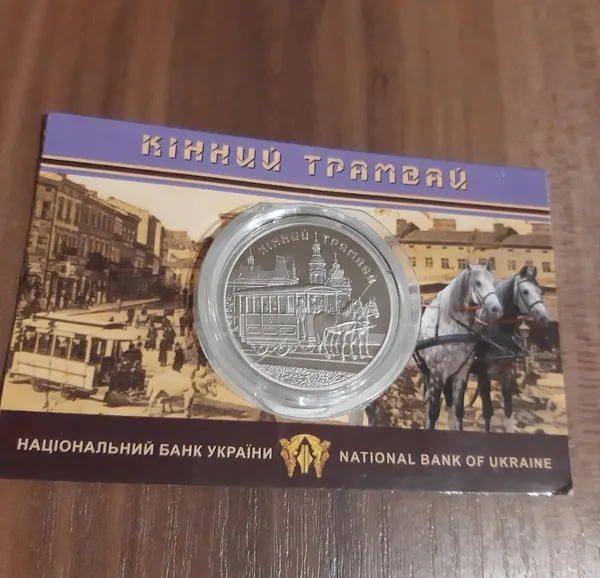 КІННИЙ ТРАМВАЙ
КІННИЙ ТРАМВАЙ
НАЦІОНАЛЬНИЙ БАНК УКРАЇНИ
NATIONAL BANK OF UKRAINE